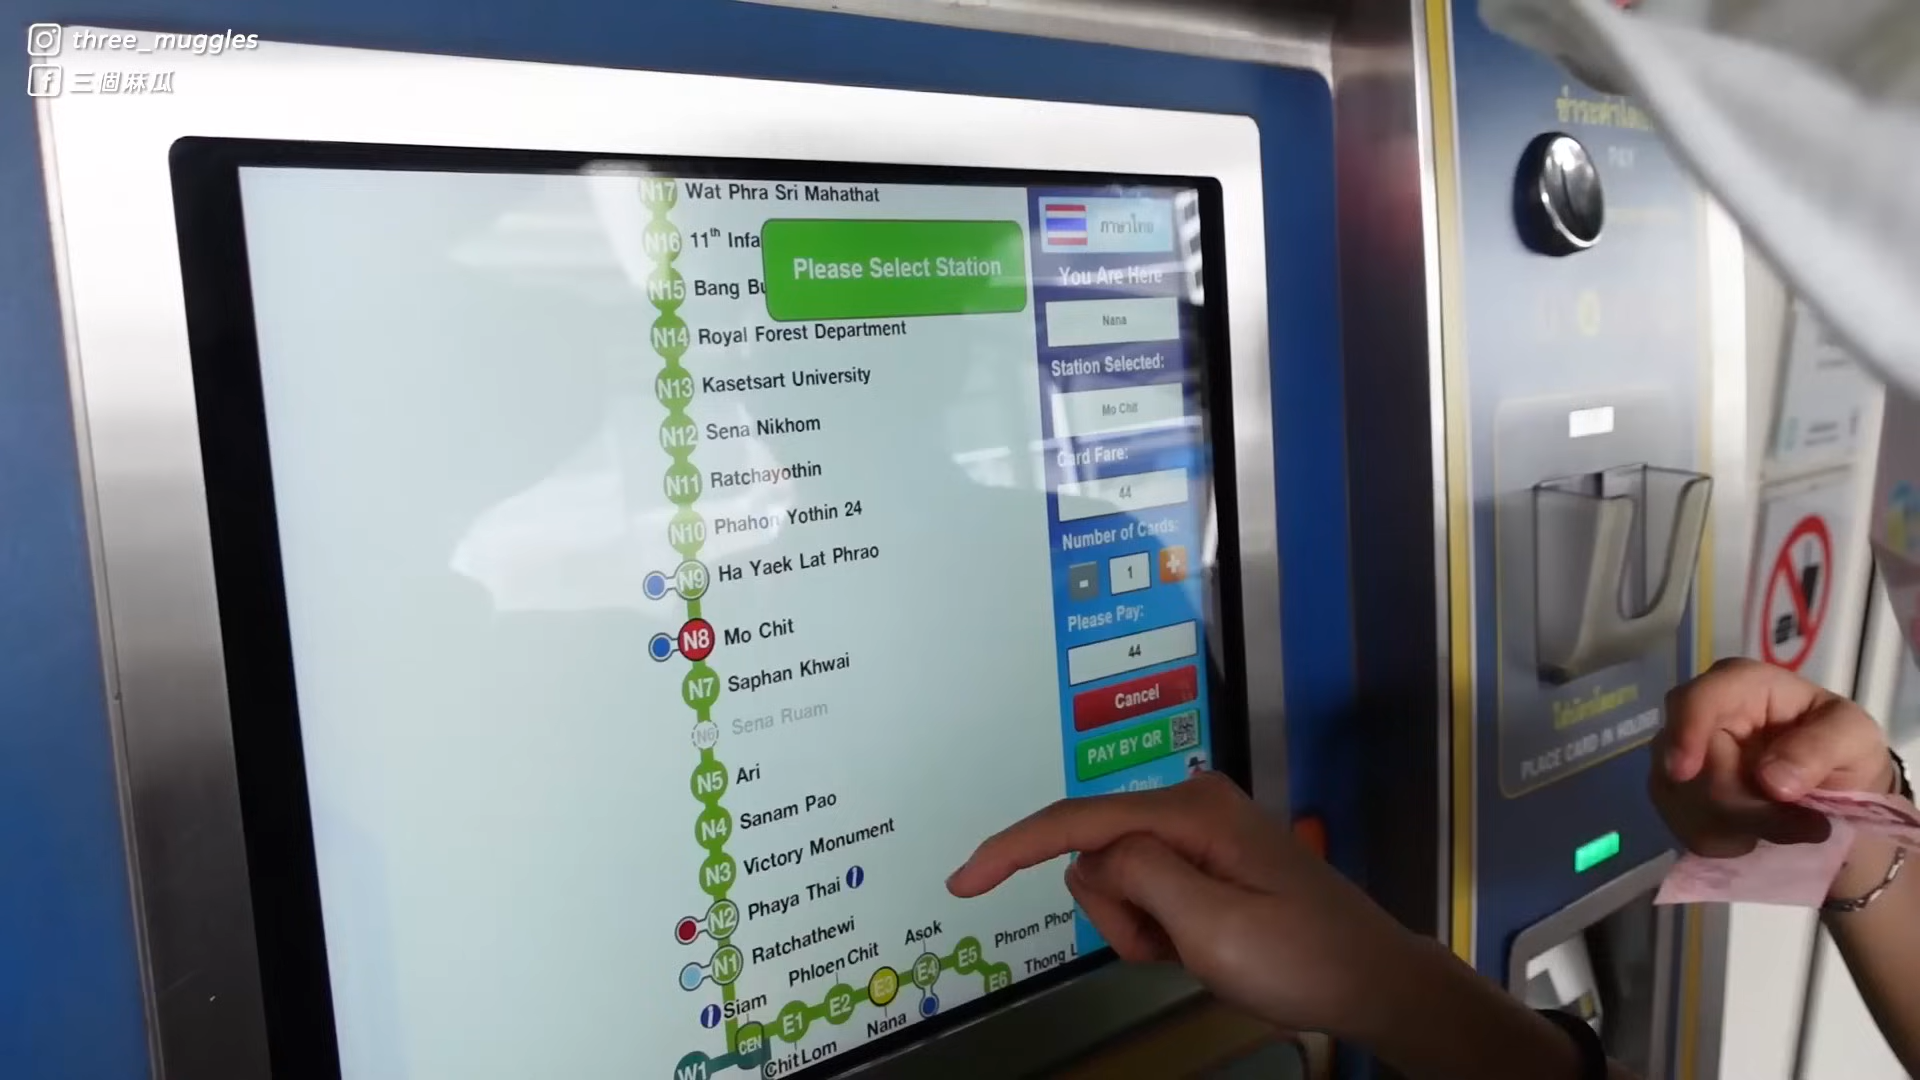 three_muggles
三個麻瓜
N17 Wat Phra Sri Mahathat
N16 11th Infa
N15 Bang Bu
Please Select Station
N14 Royal Forest Department
N13 Kasetsart University
N12 Sena Nikhom
N11 Ratchayothin
N10 Phahon Yothin 24
N9 Ha Yaek Lat Phrao
N8 Mo Chit
N7 Saphan Khwai
N6 Sena Ruam
N5 Ari
N4 Sanam Pao
N3 Victory Monument
N2 Phaya Thai
N1 Ratchathewi
Siam
CEN
W1
E1
Chit Lom
E2
Phloen Chit
E3
Nana
E4
Asok
E5
Phrom Phon
E6
Thong L
ภาษาไทย
You Are Here
Nana
Station Selected:
Mo Chit
Card Fare:
44
Number of Cards:
- 1 +
Please Pay:
44
Cancel
PAY BY QR
Only:
PAY
PLACE CARD IN HOLDER